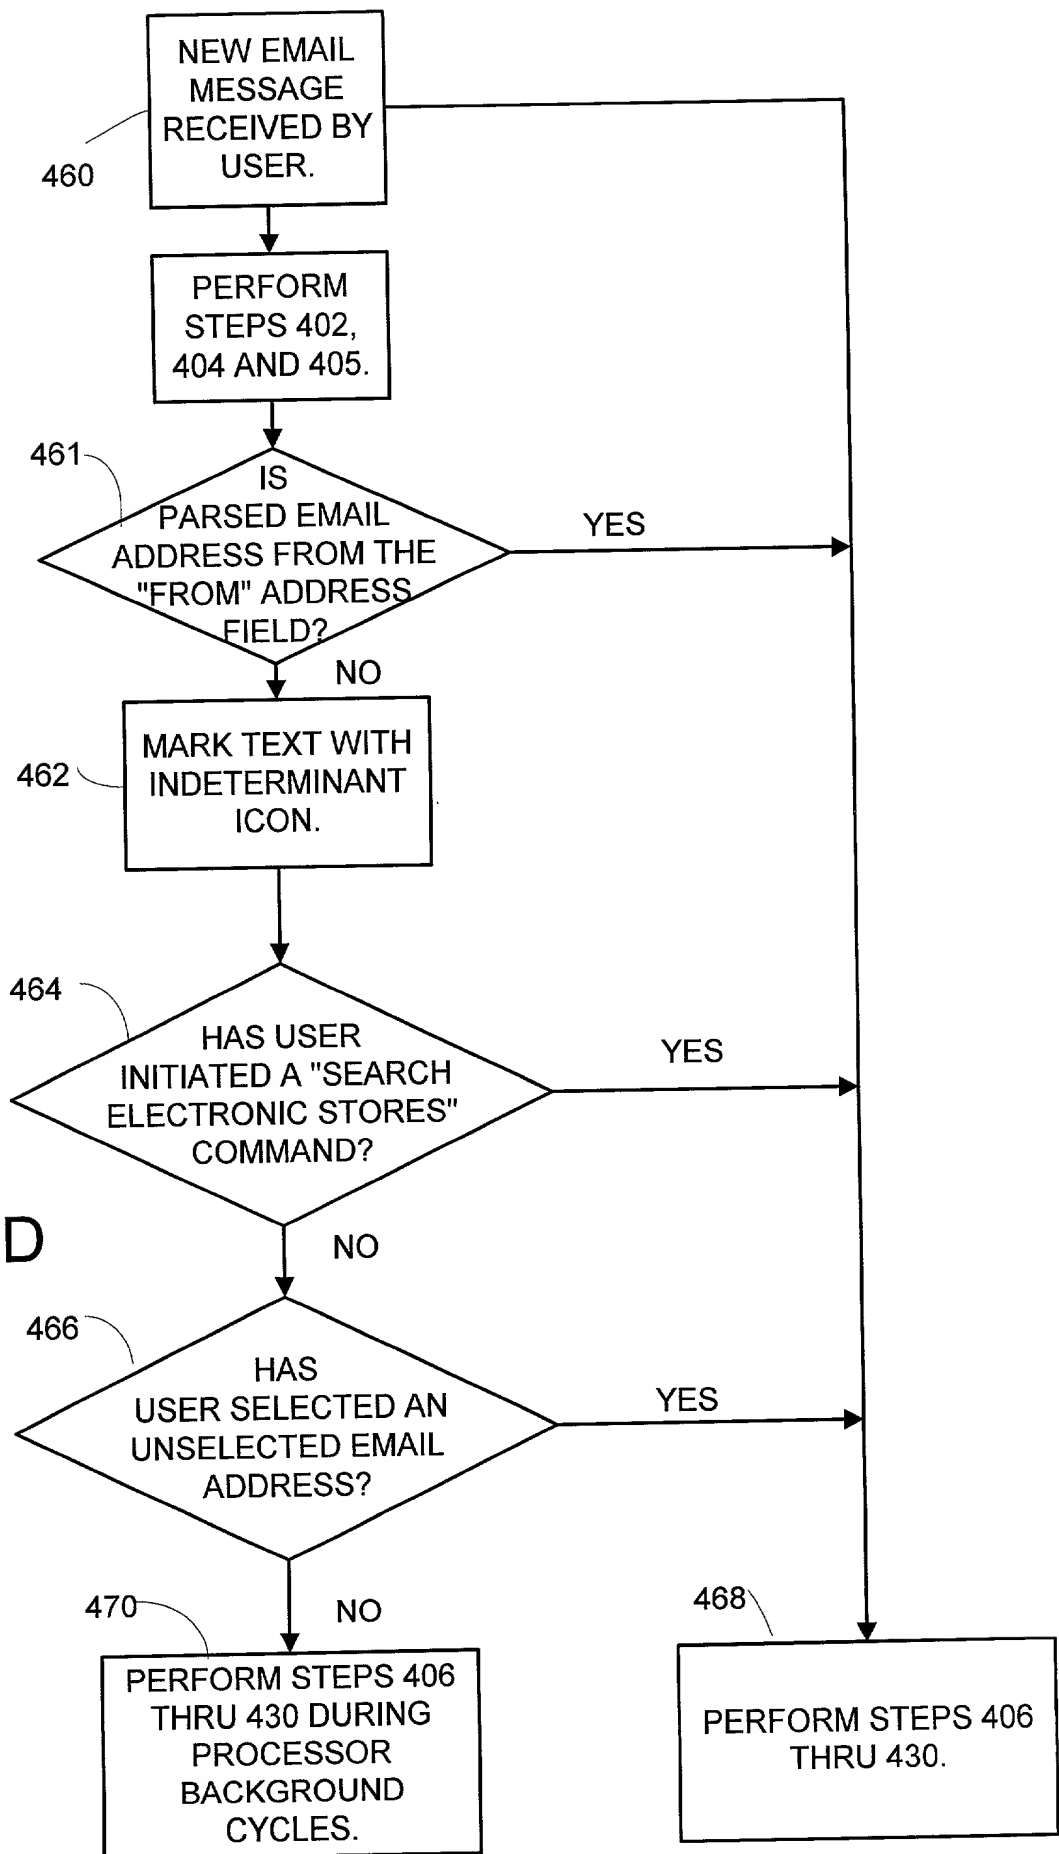 NEW EMAIL
MESSAGE
RECEIVED BY
USER.
460
PERFORM
STEPS 402,
404 AND 405.
461
IS
PARSED EMAIL
ADDRESS FROM THE
"FROM" ADDRESS
FIELD?
YES
NO
462
MARK TEXT WITH
INDETERMINANT
ICON.
464
HAS USER
INITIATED A "SEARCH
ELECTRONIC STORES"
COMMAND?
YES
D
NO
466
HAS
USER SELECTED AN
UNSELECTED EMAIL
ADDRESS?
YES
470
NO
468
PERFORM STEPS 406
THRU 430 DURING
PROCESSOR
BACKGROUND
CYCLES.
PERFORM STEPS 406
THRU 430.